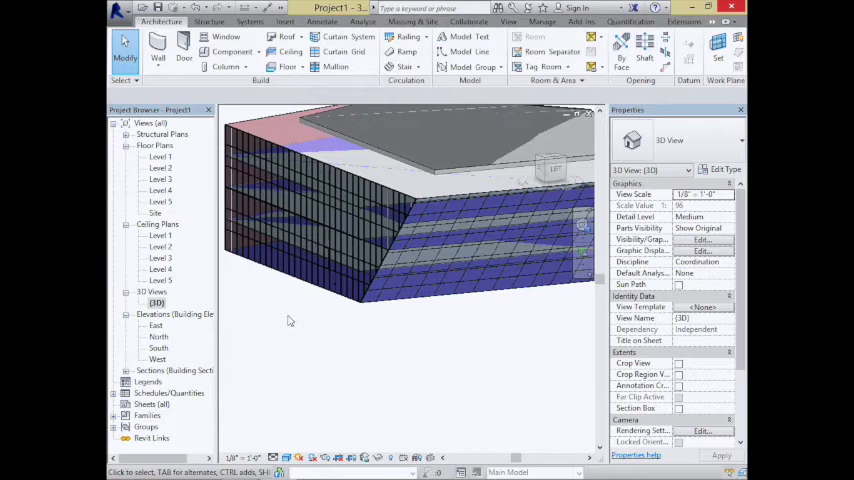 Project1 - 3...
Type a keyword or phrase
Sign In
Architecture Structure Systems Insert Annotate Analyze Massing & Site Collaborate View Manage Add-Ins Quantification Extensions
Modify
Wall
Door
Window
Component
Column
Roof
Ceiling
Floor
Curtain System
Curtain Grid
Mullion
Railing
Ramp
Stair
Model Text
Model Line
Model Group
Room
Room Separator
Tag Room
By
Face
Shaft
Set
Select
Build
Circulation
Model
Room & Area
Opening
Datum
Work Plane
Project Browser - Project1
Views (all)
Structural Plans
Floor Plans
Level 1
Level 2
Level 3
Level 4
Level 5
Site
Ceiling Plans
Level 1
Level 2
Level 3
Level 4
Level 5
3D Views
{3D}
Elevations (Building Ele
East
North
South
West
Sections (Building Secti
Legends
Schedules/Quantities
Sheets (all)
Families
Groups
Revit Links
LEFT
Properties
3D View
3D View: {3D}
Edit Type
Graphics
View Scale 1/8" = 1'-0"
Scale Value 1: 96
Detail Level Medium
Parts Visibility Show Original
Visibility/Grap... Edit...
Graphic Displa... Edit...
Discipline Coordination
Default Analys... None
Sun Path
Identity Data
View Template <None>
View Name {3D}
Dependency Independent
Title on Sheet
Extents
Crop View
Crop Region V...
Annotation Cr...
Far Clip Active
Section Box
Camera
Rendering Sett... Edit...
Locked Orient...
Properties help
Apply
1/8" = 1'-0"
Click to select, TAB for alternates, CTRL adds, SHI
:0
Main Model